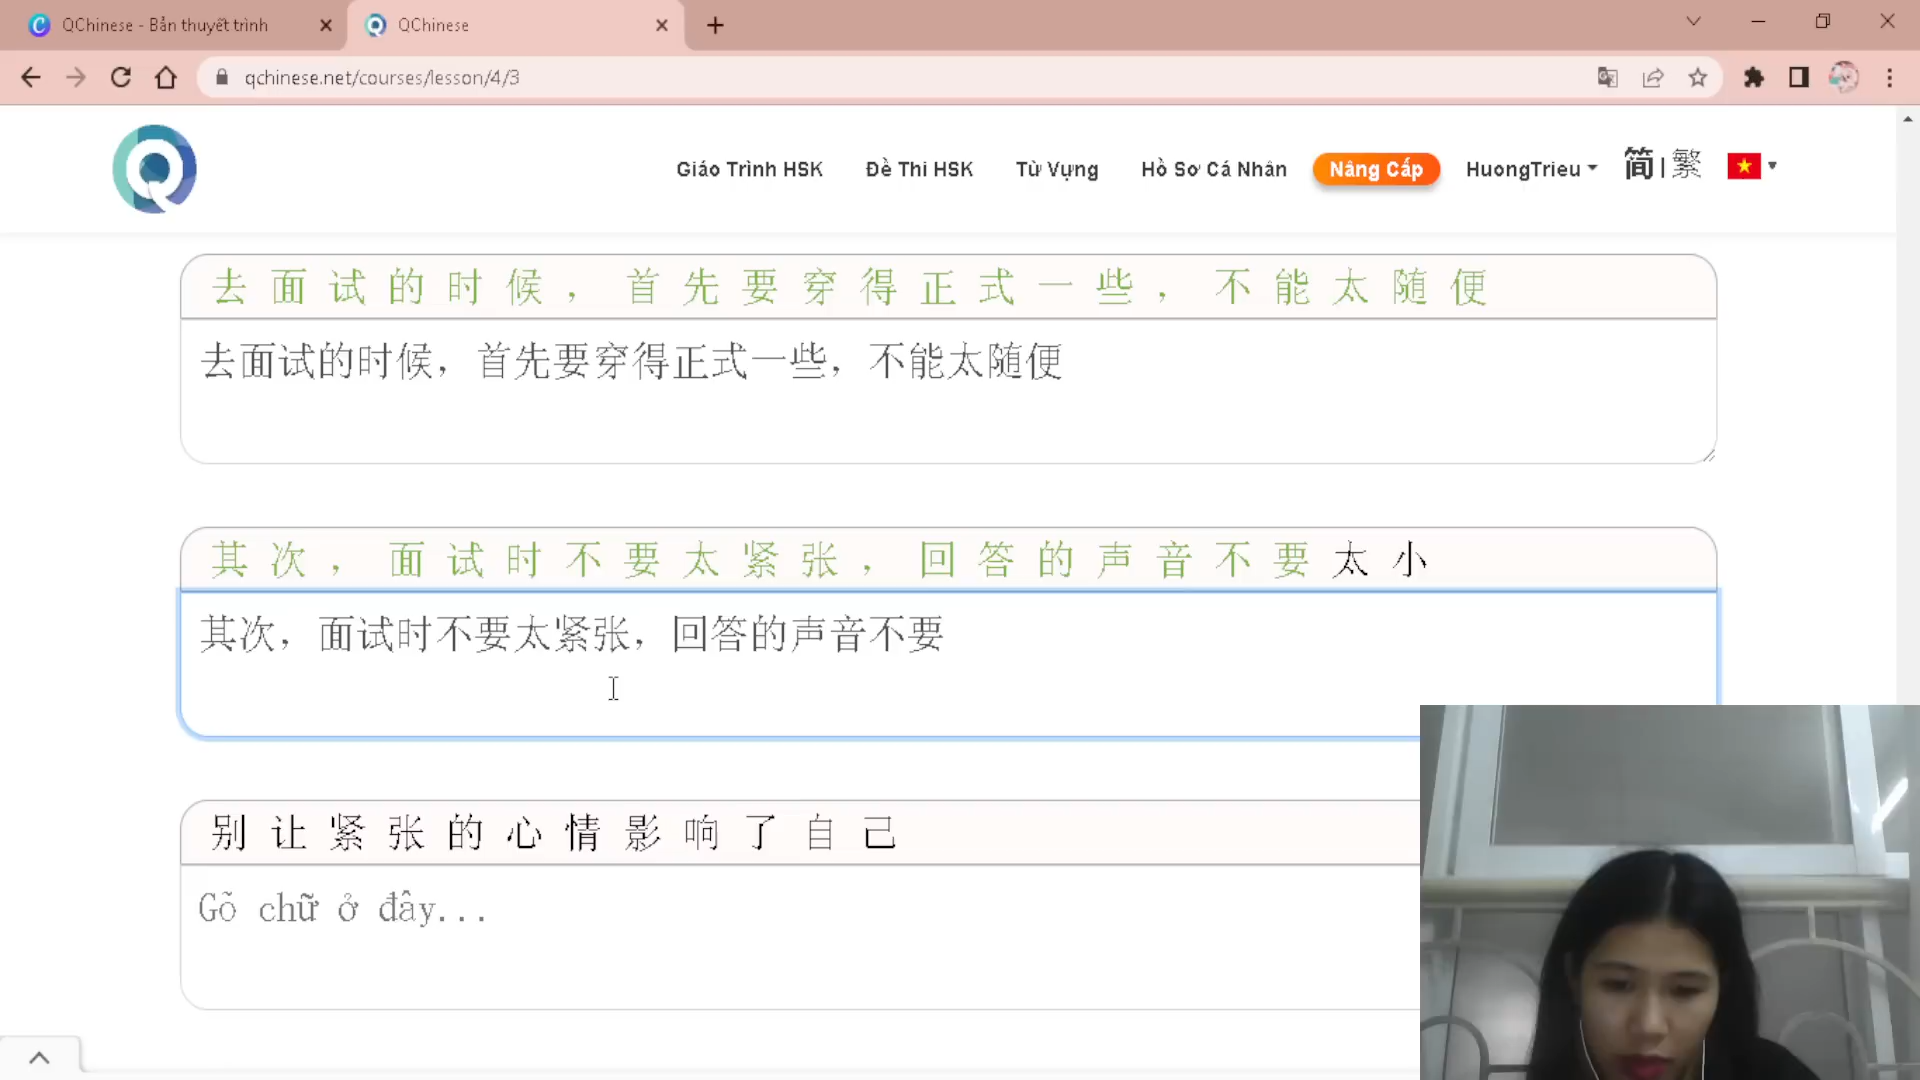 QChinese - Bản thuyết trình
QChinese
qchinese.net/courses/lesson/4/3
Giáo Trình HSK
Đề Thi HSK
Từ Vựng
Hồ Sơ Cá Nhân
Nâng Cấp
HuongTrieu
简|繁
去面试的时候，首先要穿得正式一些，不能太随便
去面试的时候，首先要穿得正式一些，不能太随便
其次，面试时不要太紧张，回答的声音不要太小
其次，面试时不要太紧张，回答的声音不要
别让紧张的心情影响了自己
Gõ chữ ở đây...